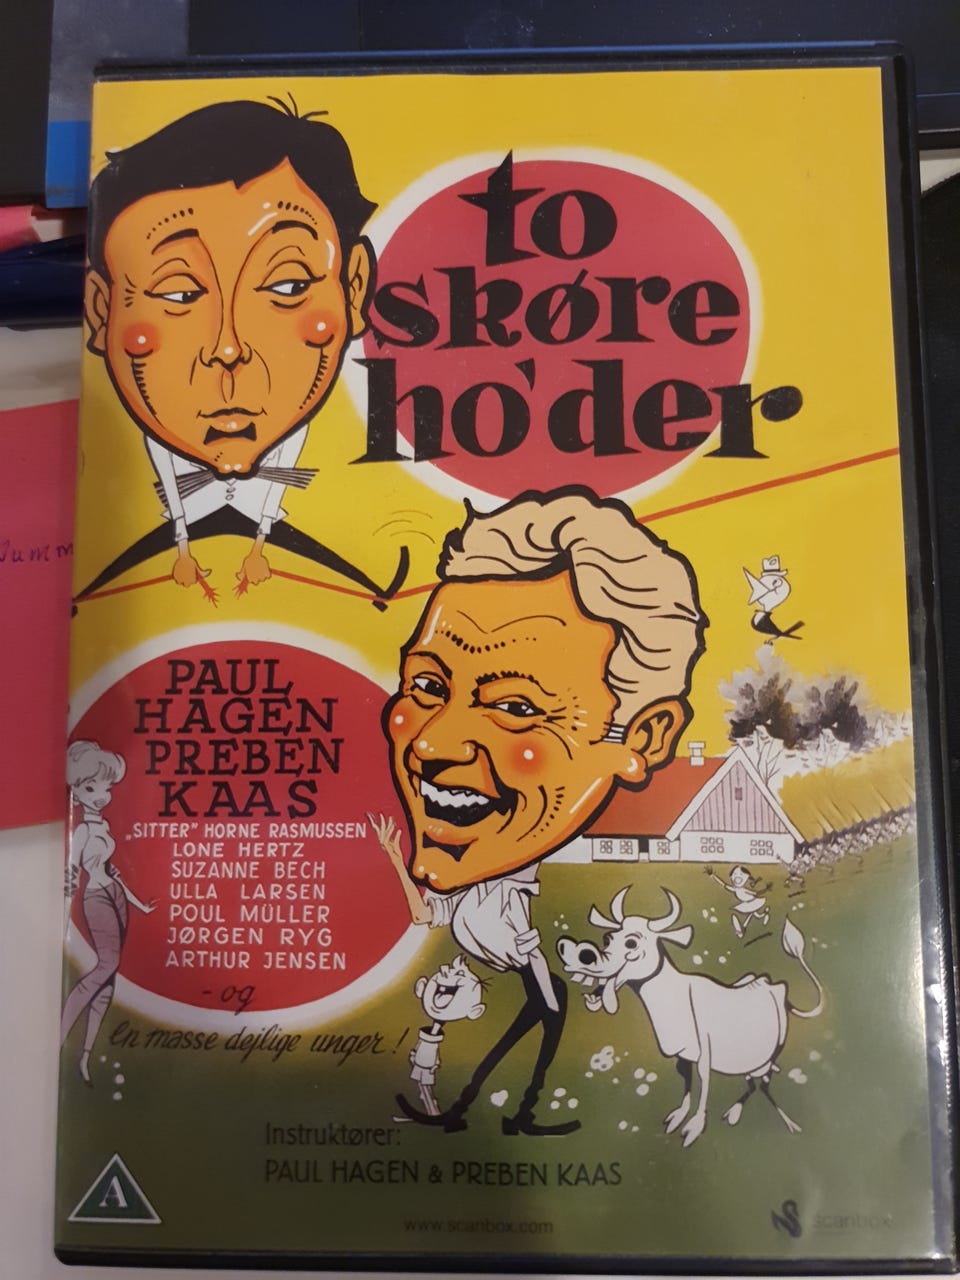 to
skøre
ho'der
PAUL
HAGEN
PREBEN
KAAS
„SITTER" HORNE RASMUSSEN
LONE HERTZ
SUZANNE BECH
ULLA LARSEN
POUL MÜLLER
JØRGEN RYG
ARTHUR JENSEN
- og
en masse dejlige unger!
Instruktører:
PAUL HAGEN & PREBEN KAAS
A
www.scanbox.com
scanbox